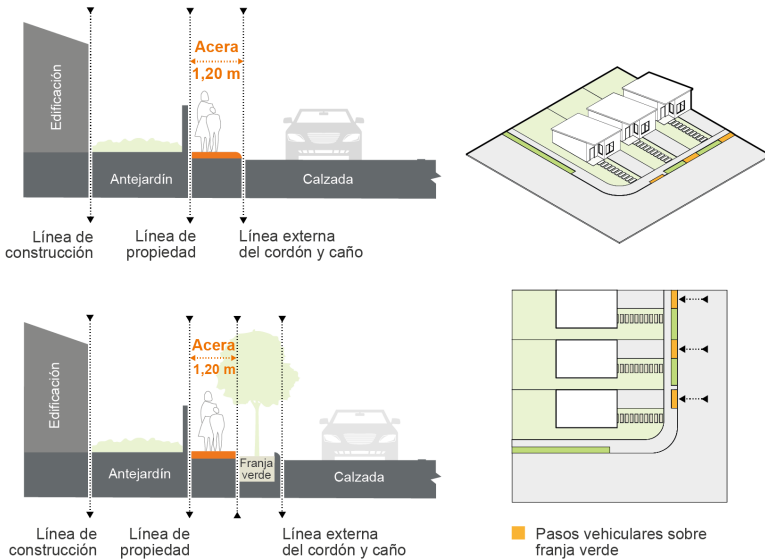 Acera
1,20 m
Edificación
Antejardín
Calzada
Línea de
construcción
Línea de
propiedad
Línea externa
del cordón y caño
Acera
1,20 m
Edificación
Antejardín
Franja
verde
Calzada
Línea de
construcción
Línea de
propiedad
Línea externa
del cordón y caño
Pasos vehiculares sobre
franja verde